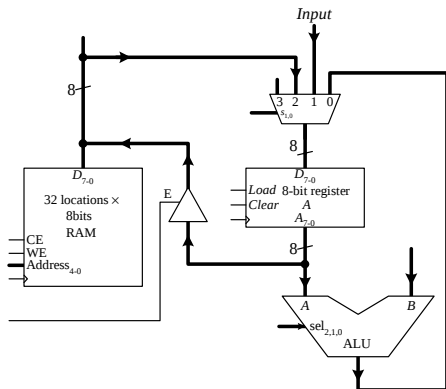 Input
8
3 2 1 0
s1,0
8
D7-0
32 locations ×
8bits
RAM
CE
WE
Address4-0
E
D7-0
Load 8-bit register
Clear A
A7-0
8
A
B
sel2,1,0
ALU